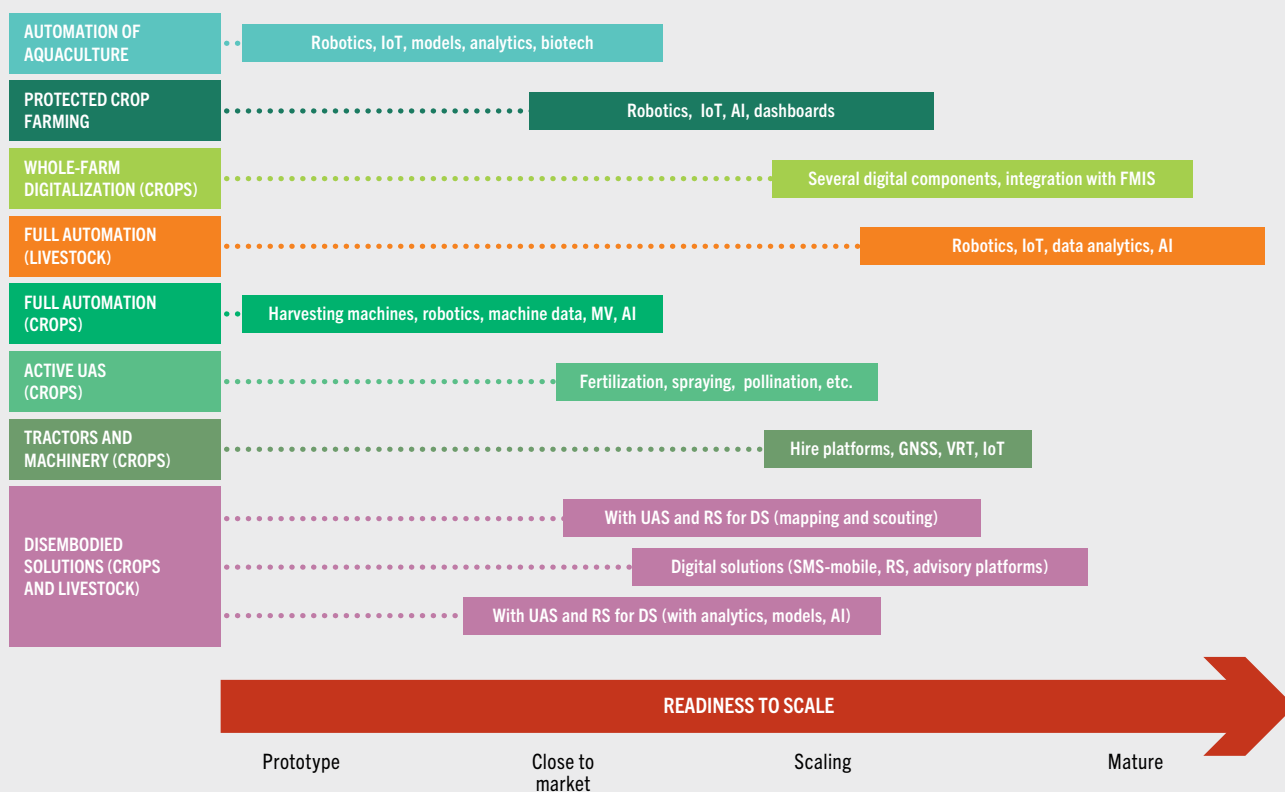 AUTOMATION OF
AQUACULTURE
Robotics, IoT, models, analytics, biotech
PROTECTED CROP
FARMING
Robotics, IoT, AI, dashboards
WHOLE-FARM
DIGITALIZATION (CROPS)
Several digital components, integration with FMIS
FULL AUTOMATION
(LIVESTOCK)
Robotics, IoT, data analytics, AI
FULL AUTOMATION
(CROPS)
Harvesting machines, robotics, machine data, MV, AI
ACTIVE UAS
(CROPS)
Fertilization, spraying, pollination, etc.
TRACTORS AND
MACHINERY (CROPS)
Hire platforms, GNSS, VRT, IoT
DISEMBODIED
SOLUTIONS (CROPS
AND LIVESTOCK)
With UAS and RS for DS (mapping and scouting)
Digital solutions (SMS-mobile, RS, advisory platforms)
With UAS and RS for DS (with analytics, models, AI)
READINESS TO SCALE
Prototype
Close to
market
Scaling
Mature